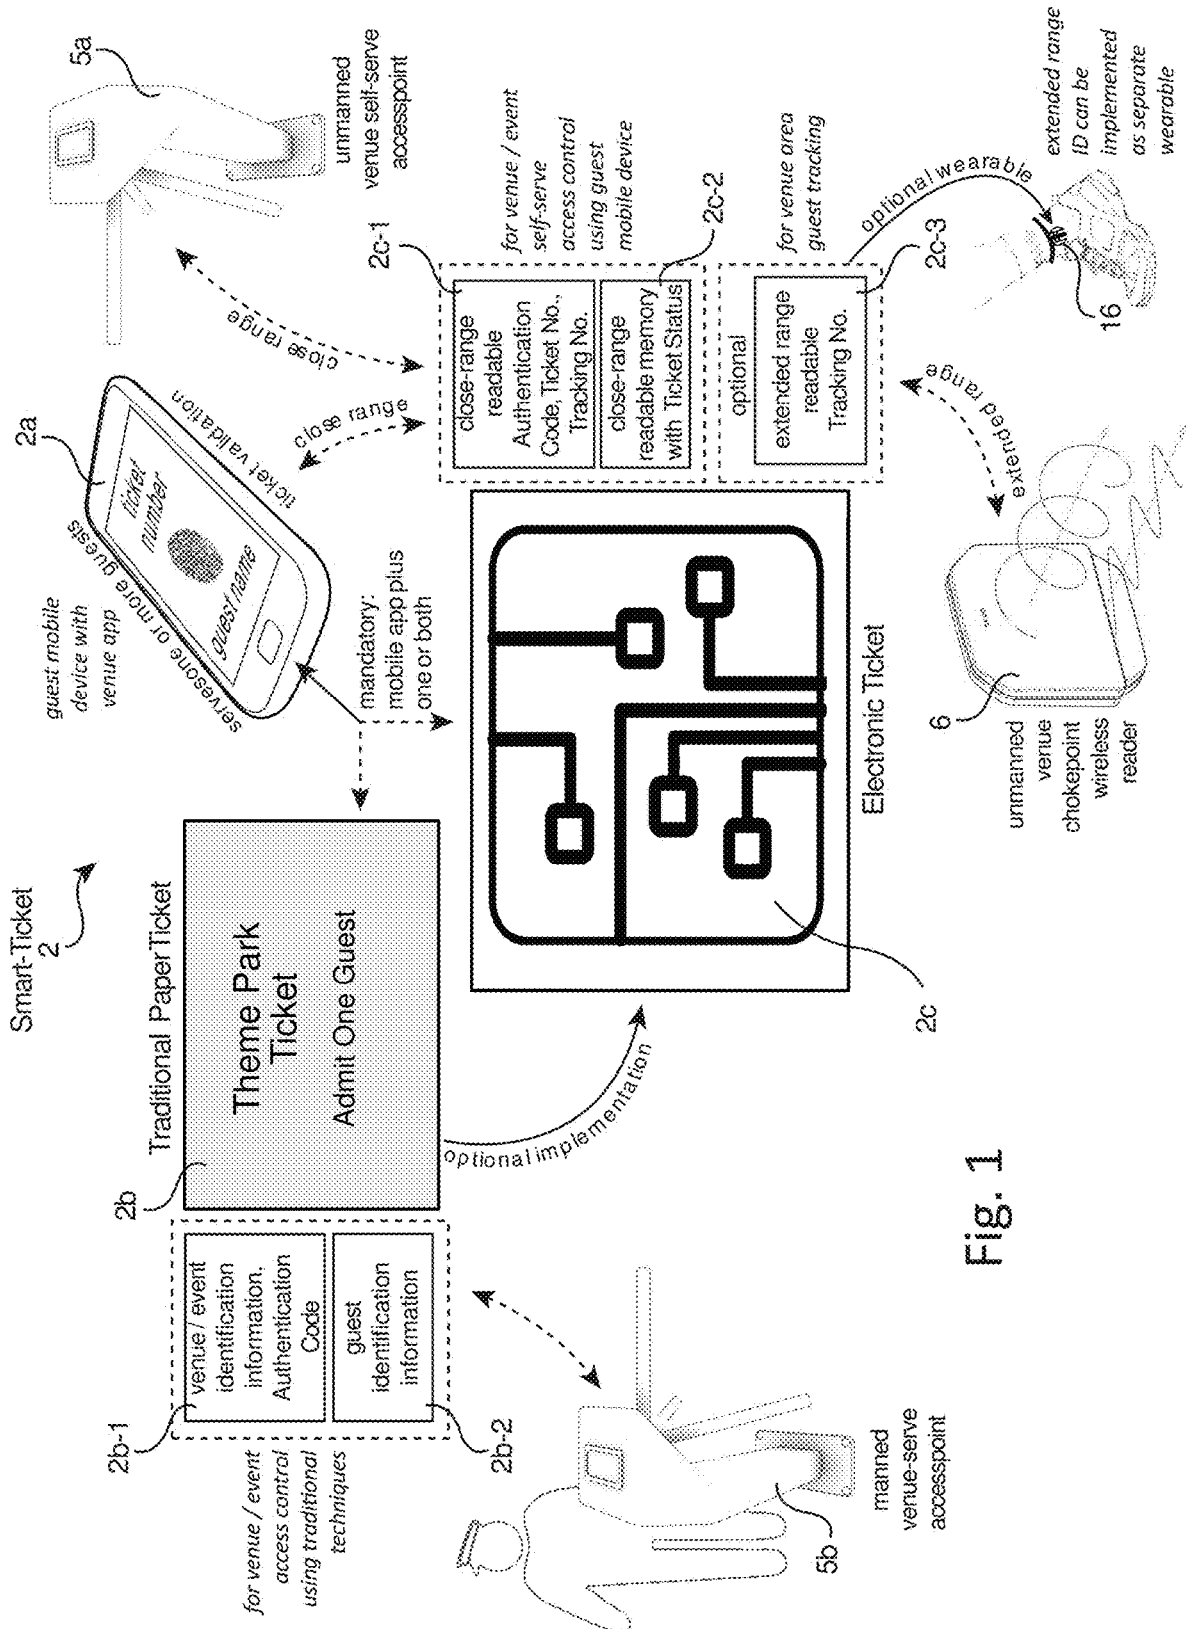 Smart-Ticket
2
Traditional Paper Ticket
2b
Theme Park
Ticket
Admit One Guest
2b-1
venue / event
identification
information,
Authentication
Code
guest
identification
information
2b-2
for venue / event
access control
using traditional
techniques
optional implementation
5b
manned
venue-serve
accesspoint
guest mobile
device with
venue app
2a
serves one or more guests
ticket
number
guest name
ticket validation
mandatory:
mobile app plus
one or both
close range
close range
5a
unmanned
venue self-serve
accesspoint
2c-1
close-range
readable
Authentication
Code, Ticket No.,
Tracking No.
close-range
readable memory
with Ticket Status
for venue / event
self-serve
access control
using guest
mobile device
2c-2
optional
extended range
readable
Tracking No.
for venue area
guest tracking
2c-3
optional wearable
extended range
ID can be
implemented
as separate
wearable
16
extended range
Electronic Ticket
2c
6
unmanned
venue
chokepoint
wireless
reader
Fig. 1